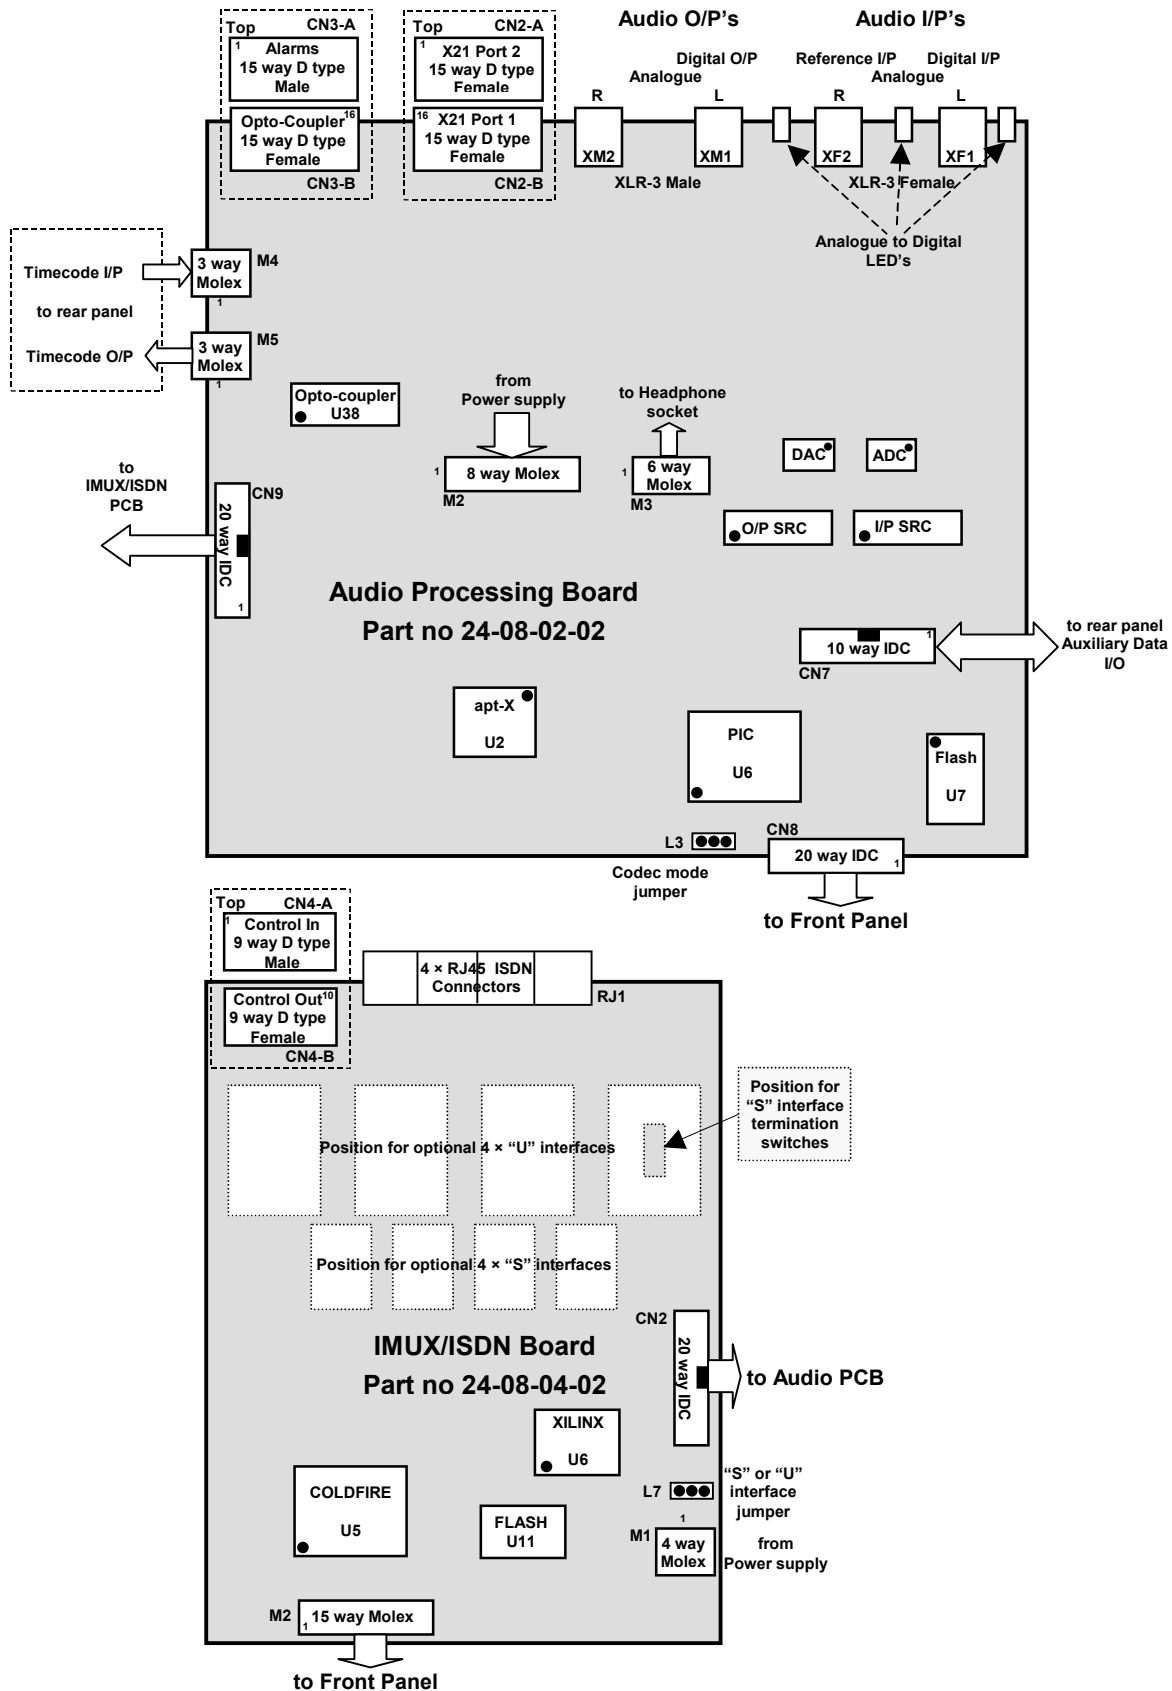 Audio O/P's
Audio I/P's
Top
CN3-A
1
Alarms
15 way D type
Male
Opto-Coupler
16
15 way D type
Female
CN3-B
Top
CN2-A
1
X21 Port 2
15 way D type
Female
16
X21 Port 1
15 way D type
Female
CN2-B
Digital O/P
Analogue
R
L
XM2
XM1
XLR-3 Male
Reference I/P
Digital I/P
Analogue
R
L
XF2
XF1
XLR-3 Female
Analogue to Digital
LED's
Timecode I/P
to rear panel
Timecode O/P
3 way
Molex
M4
1
3 way
Molex
M5
1
Opto-coupler
U38
from
Power supply
1
8 way Molex
M2
to Headphone
socket
1
6 way
Molex
M3
DAC
ADC
O/P SRC
I/P SRC
to
IMUX/ISDN
PCB
CN9
20 way IDC
1
Audio Processing Board
Part no 24-08-02-02
1
10 way IDC
CN7
to rear panel
Auxiliary Data
I/O
apt-X
U2
PIC
U6
Flash
U7
L3
Codec mode
jumper
CN8
20 way IDC
1
to Front Panel
Top
CN4-A
1
Control In
9 way D type
Male
Control Out
10
9 way D type
Female
CN4-B
4 × RJ45 ISDN
Connectors
RJ1
Position for optional 4 × “U” interfaces
Position for
“S” interface
termination
switches
Position for optional 4 × “S” interfaces
CN2
20 way IDC
to Audio PCB
IMUX/ISDN Board
Part no 24-08-04-02
XILINX
U6
COLDFIRE
U5
FLASH
U11
L7
“S” or “U”
interface
jumper
1
M1
4 way
Molex
from
Power supply
M2
1
15 way Molex
to Front Panel